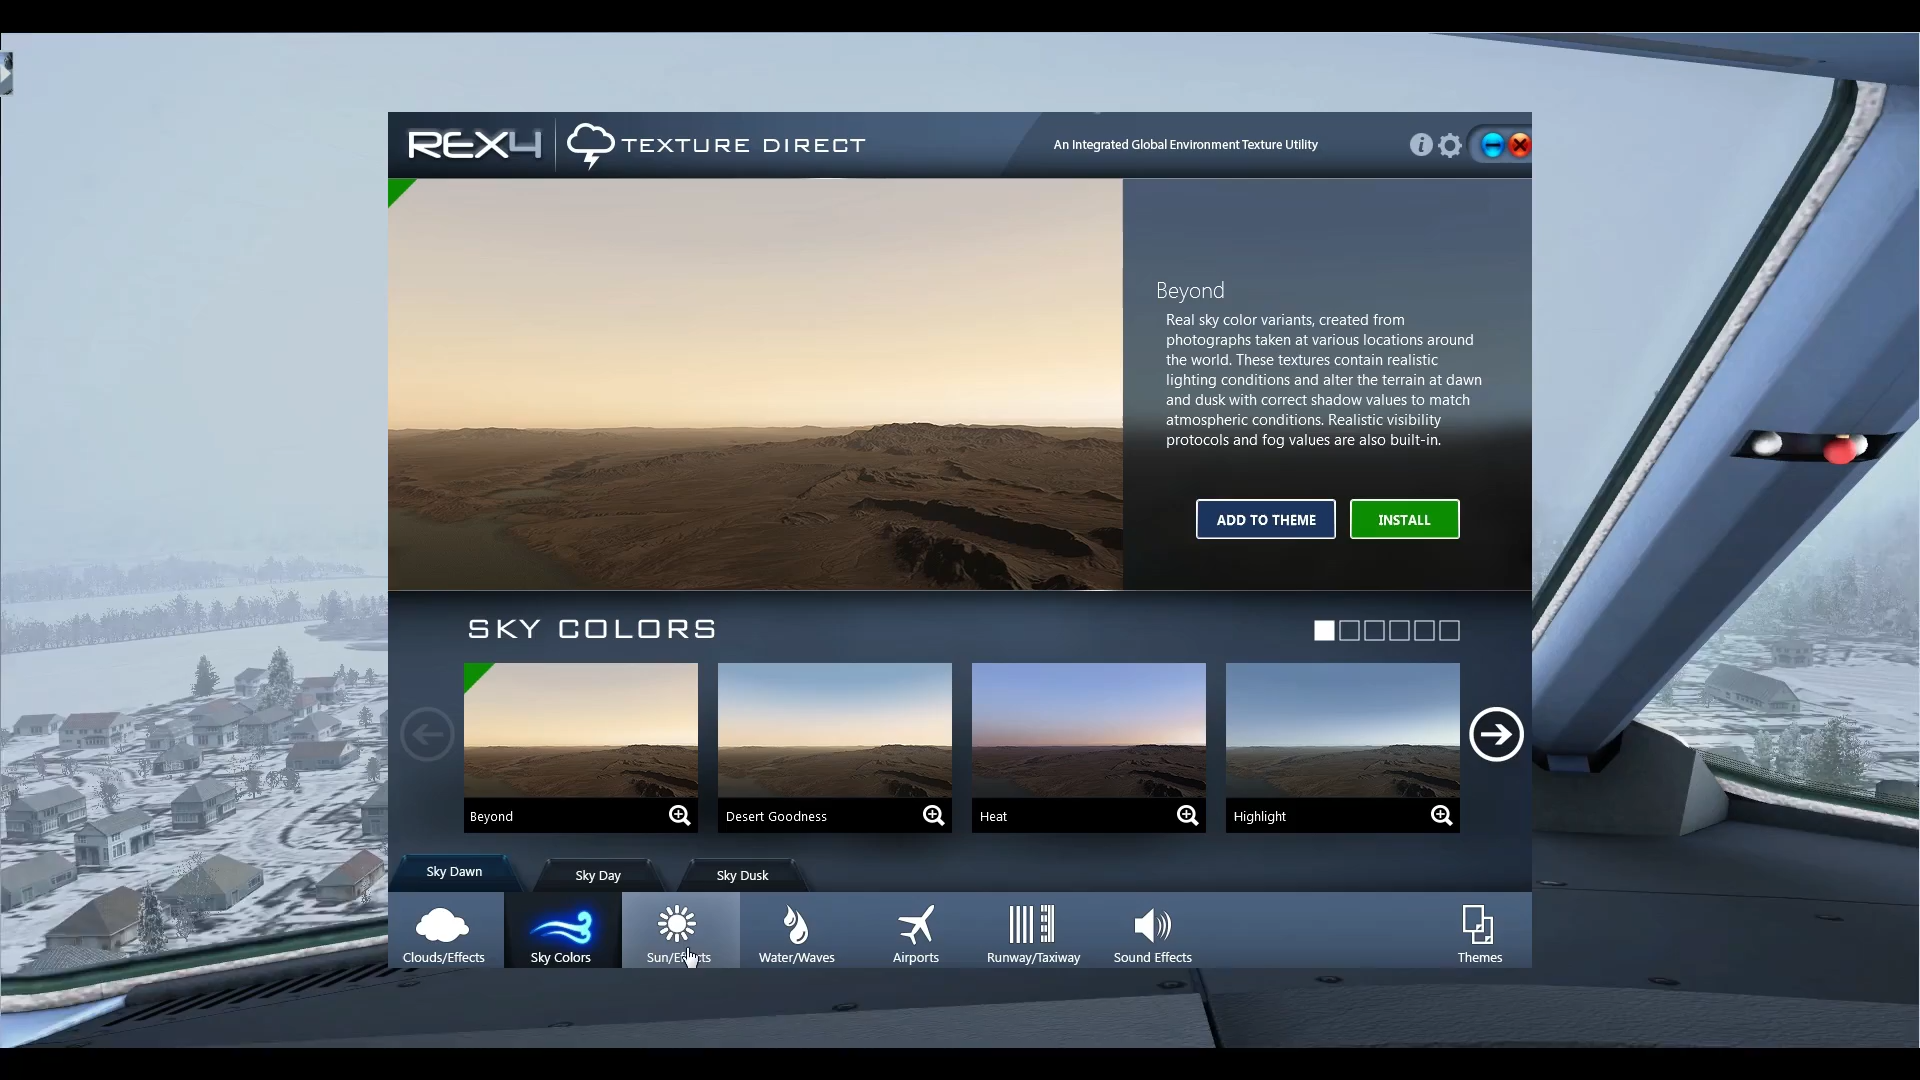 REX4
TEXTURE DIRECT
An Integrated Global Environment Texture Utility
Beyond
Real sky color variants, created from
photographs taken at various locations around
the world. These textures contain realistic
lighting conditions and alter the terrain at dawn
and dusk with correct shadow values to match
atmospheric conditions. Realistic visibility
protocols and fog values are also built-in.
ADD TO THEME
INSTALL
SKY COLORS
Beyond
Desert Goodness
Heat
Highlight
Sky Dawn
Sky Day
Sky Dusk
Clouds/Effects
Sky Colors
Sun/Effects
Water/Waves
Airports
Runway/Taxiway
Sound Effects
Themes